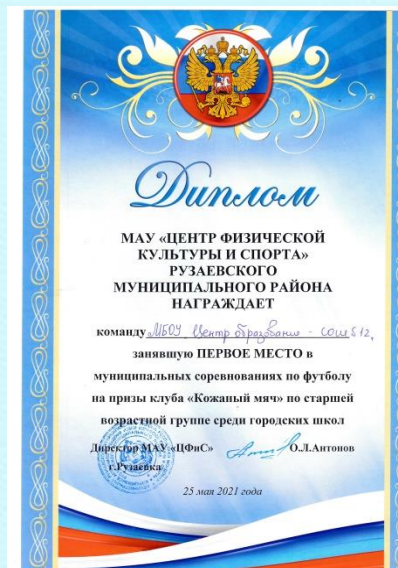 Диплом
МАУ «ЦЕНТР ФИЗИЧЕСКОЙ
КУЛЬТУРЫ И СПОРТА»
РУЗАЕВСКОГО
МУНИЦИПАЛЬНОГО РАЙОНА
НАГРАЖДАЕТ
команду МБОУ Центр образования - СОШ §12,
занявшую ПЕРВОЕ МЕСТО в
муниципальных соревнованиях по футболу
на призы клуба «Кожаный мяч» по старшей
возрастной группе среди городских школ
Директор МАУ «ЦФиС» О.Л.Антонов
г.Рузаевка
25 мая 2021 года